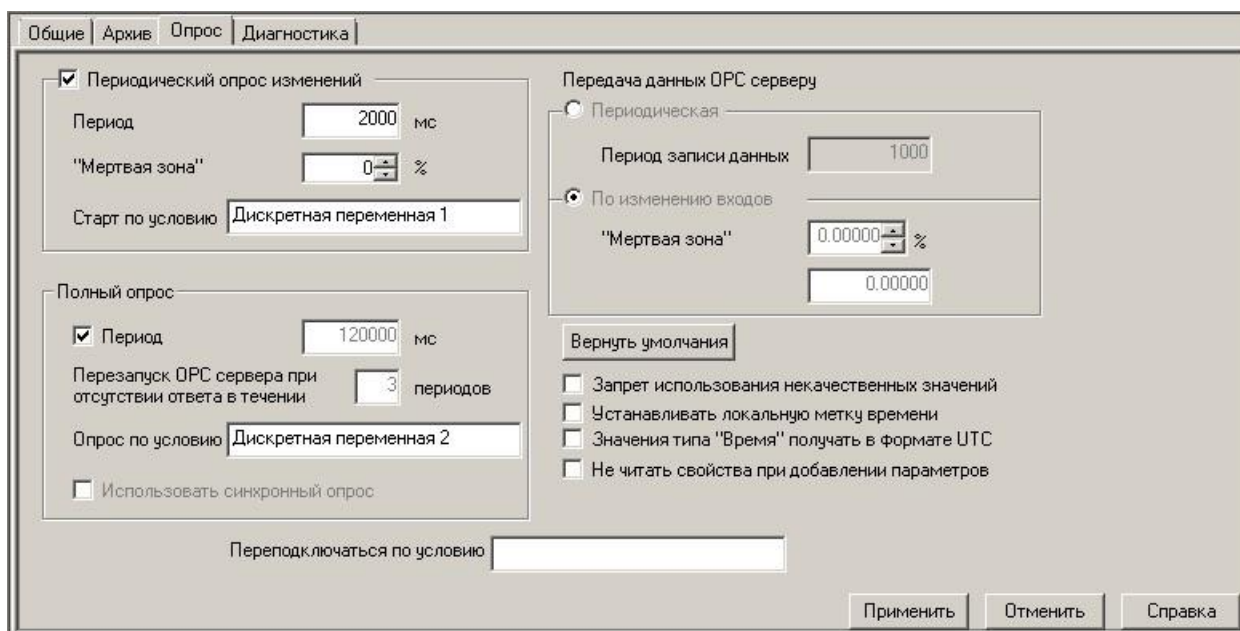 Общие Архив Опрос Диагностика
Периодический опрос изменений
Период 2000 мс
"Мертвая зона" 0 %
Старт по условию Дискретная переменная 1
Полный опрос
Период 120000 мс
Перезапуск OPC сервера при
отсутствии ответа в течении 3 периодов
Опрос по условию Дискретная переменная 2
Использовать синхронный опрос
Передача данных OPC серверу
Периодическая
Период записи данных 1000
По изменению входов
"Мертвая зона" 0.00000 %
0.00000
Вернуть умолчания
Запрет использования некачественных значений
Устанавливать локальную метку времени
Значения типа "Время" получать в формате UTC
Не читать свойства при добавлении параметров
Переподключаться по условию
Применить Отменить Справка